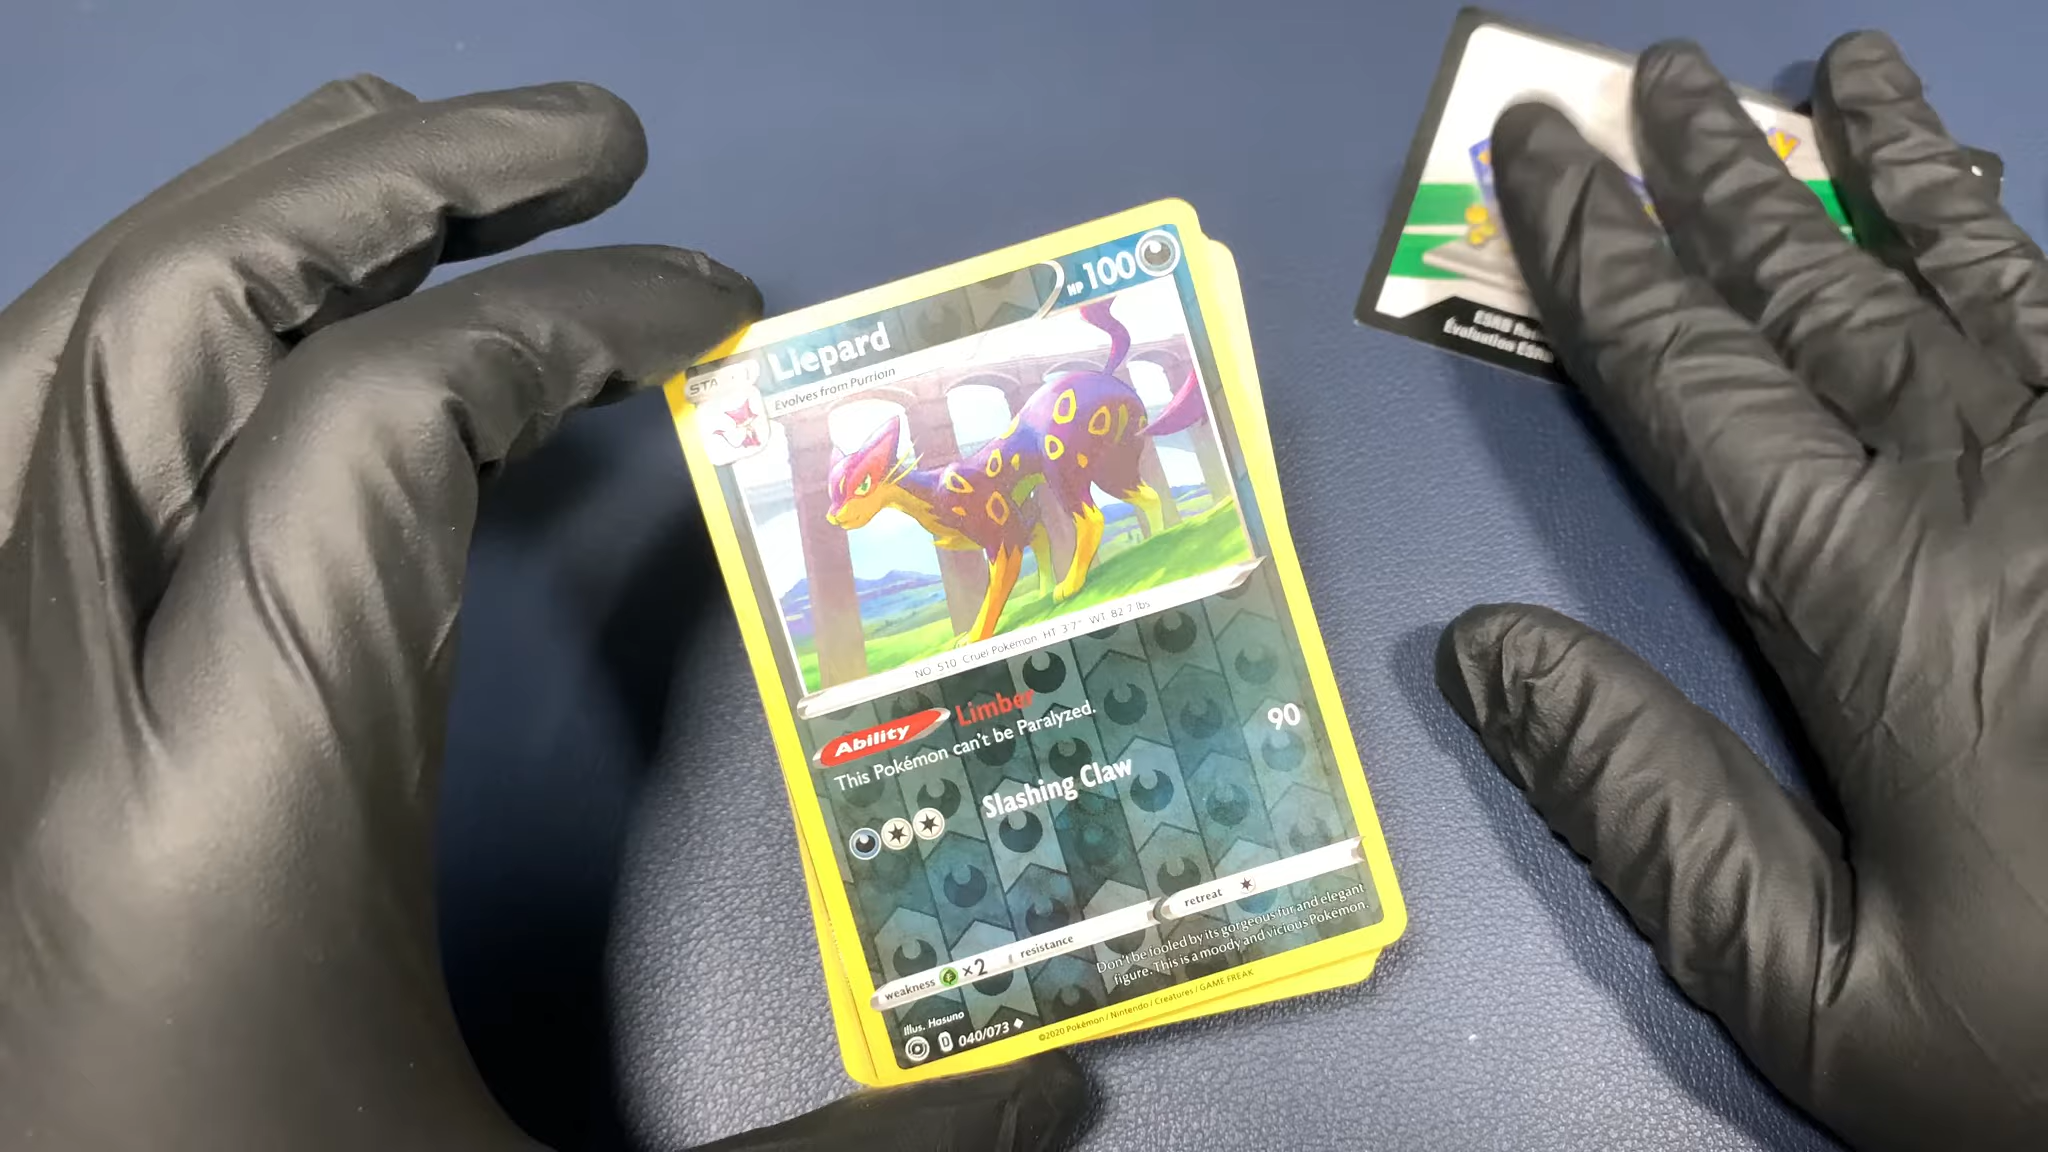 HP 100
Liepard
Evolves from Purrloin
NO. 510 Cruel Pokémon HT 3'7" WT 82.7 lbs
Ability Limber
This Pokémon can't be Paralyzed.
Slashing Claw 90
weakness ×2 resistance
retreat
Don't be fooled by its gorgeous fur and elegant
figure. This is a moody and vicious Pokémon.
Illus. Hasuno
D 040/073
©2020 Pokémon / Nintendo / Creatures / GAME FREAK
ESRB
Évaluation